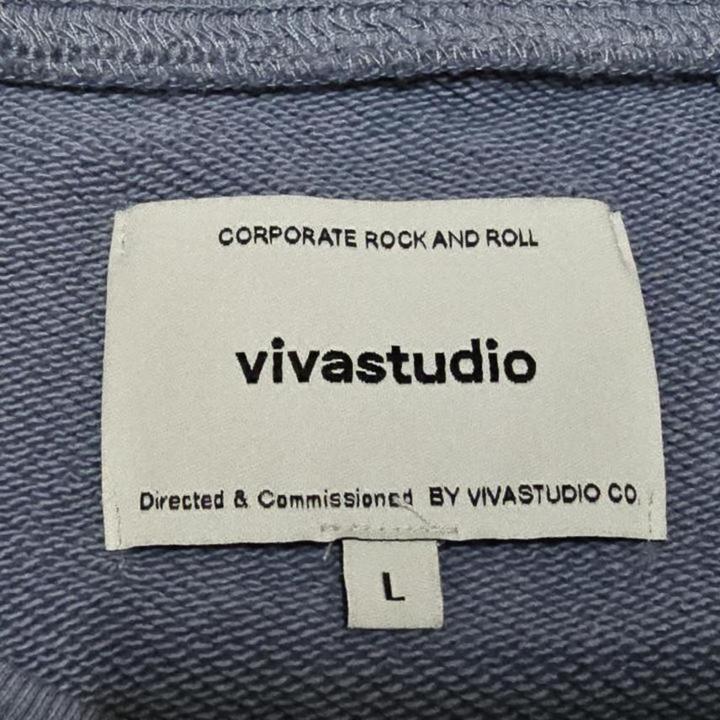 CORPORATE ROCK AND ROLL
vivastudio
Directed & Commissioned BY VIVASTUDIO CO.
L